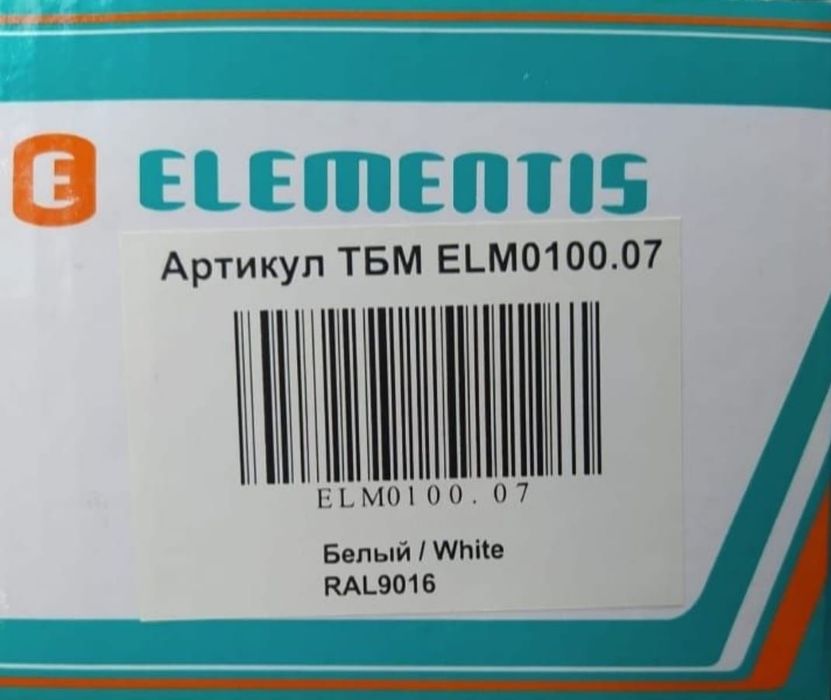 E ELEMENTIS
Артикул ТБМ ELM0100.07
ELM0100.07
Белый / White
RAL9016